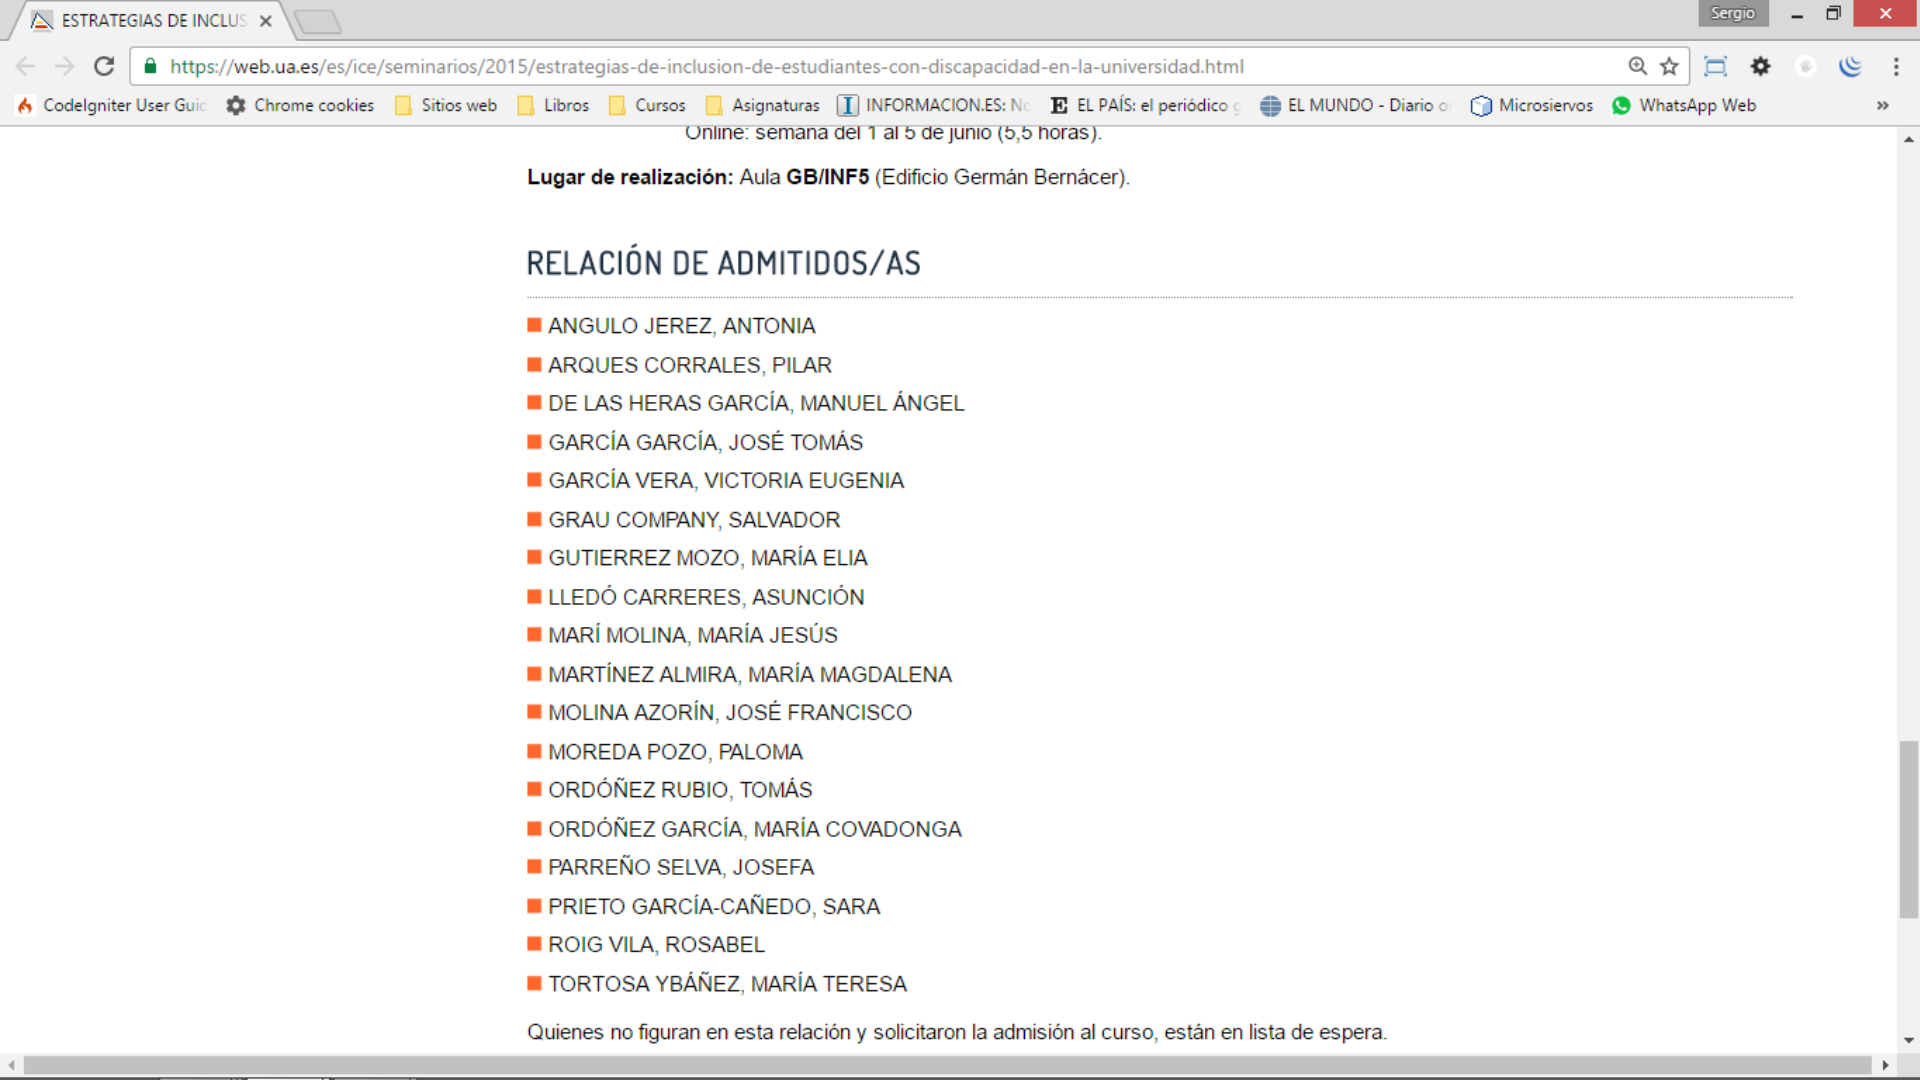 ESTRATEGIAS DE INCLUS
Sergio
https://web.ua.es/es/ice/seminarios/2015/estrategias-de-inclusion-de-estudiantes-con-discapacidad-en-la-universidad.html
CodeIgniter User Guid Chrome cookies Sitios web Libros Cursos Asignaturas INFORMACION.ES: No EL PAÍS: el periódico g EL MUNDO - Diario o Microsiervos WhatsApp Web »
Online: semana del 1 al 5 de junio (5,5 horas).
Lugar de realización: Aula GB/INF5 (Edificio Germán Bernácer).
RELACIÓN DE ADMITIDOS/AS
ANGULO JEREZ, ANTONIA
ARQUES CORRALES, PILAR
DE LAS HERAS GARCÍA, MANUEL ÁNGEL
GARCÍA GARCÍA, JOSÉ TOMÁS
GARCÍA VERA, VICTORIA EUGENIA
GRAU COMPANY, SALVADOR
GUTIERREZ MOZO, MARÍA ELIA
LLEDÓ CARRERES, ASUNCIÓN
MARÍ MOLINA, MARÍA JESÚS
MARTÍNEZ ALMIRA, MARÍA MAGDALENA
MOLINA AZORÍN, JOSÉ FRANCISCO
MOREDA POZO, PALOMA
ORDÓÑEZ RUBIO, TOMÁS
ORDÓÑEZ GARCÍA, MARÍA COVADONGA
PARREÑO SELVA, JOSEFA
PRIETO GARCÍA-CAÑEDO, SARA
ROIG VILA, ROSABEL
TORTOSA YBÁÑEZ, MARÍA TERESA
Quienes no figuran en esta relación y solicitaron la admisión al curso, están en lista de espera.